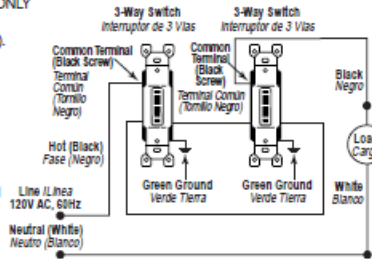 ONLY
).
3-Way Switch
Interruptor de 3 Vías
3-Way Switch
Interruptor de 3 Vías
Common Terminal
(Black Screw)
Terminal
Común
(Tornillo
Negro)
Common
Terminal
(Black
Screw)
Terminal Común
(Tornillo Negro)
Black
Negro
Hot (Black)
Fase (Negro)
Loa
Carg
Line /Línea
120V AC, 60Hz
Green Ground
Verde Tierra
Green Ground
Verde Tierra
White
Blanco
Neutral (White)
Neutro (Blanco)